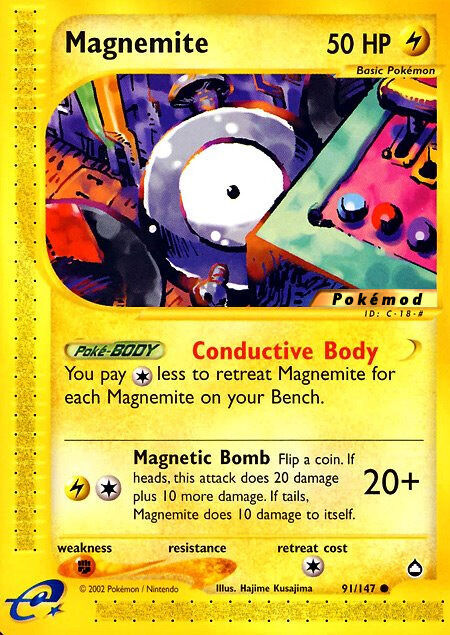 Magnemite 50 HP
Basic Pokémon
Pokémod
ID: C-18-#
Poké-BODY Conductive Body
You pay less to retreat Magnemite for
each Magnemite on your Bench.
Magnetic Bomb Flip a coin. If
heads, this attack does 20 damage
plus 10 more damage. If tails,
Magnemite does 10 damage to itself.
20+
weakness resistance retreat cost
© 2002 Pokémon / Nintendo Illus. Hajime Kusajima 91/147
e